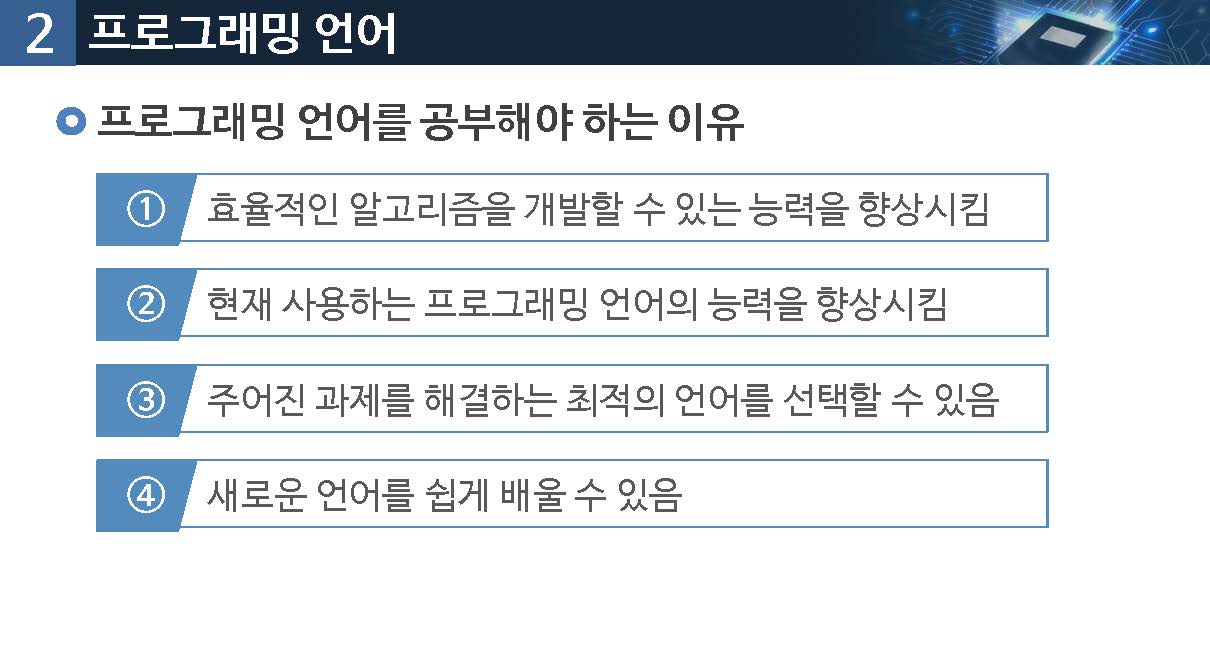 2 프로그래밍 언어
프로그래밍 언어를 공부해야 하는 이유
① 효율적인 알고리즘을 개발할 수 있는 능력을 향상시킴
② 현재 사용하는 프로그래밍 언어의 능력을 향상시킴
③ 주어진 과제를 해결하는 최적의 언어를 선택할 수 있음
④ 새로운 언어를 쉽게 배울 수 있음